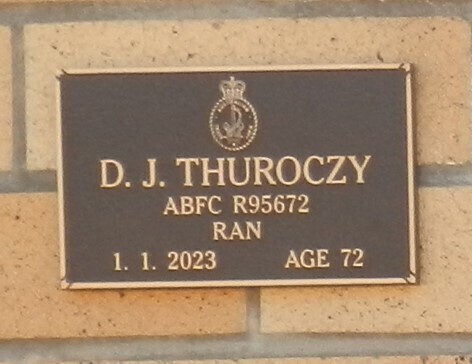 D. J. THUROCZY
ABFC R95672
RAN
1. 1. 2023 AGE 72